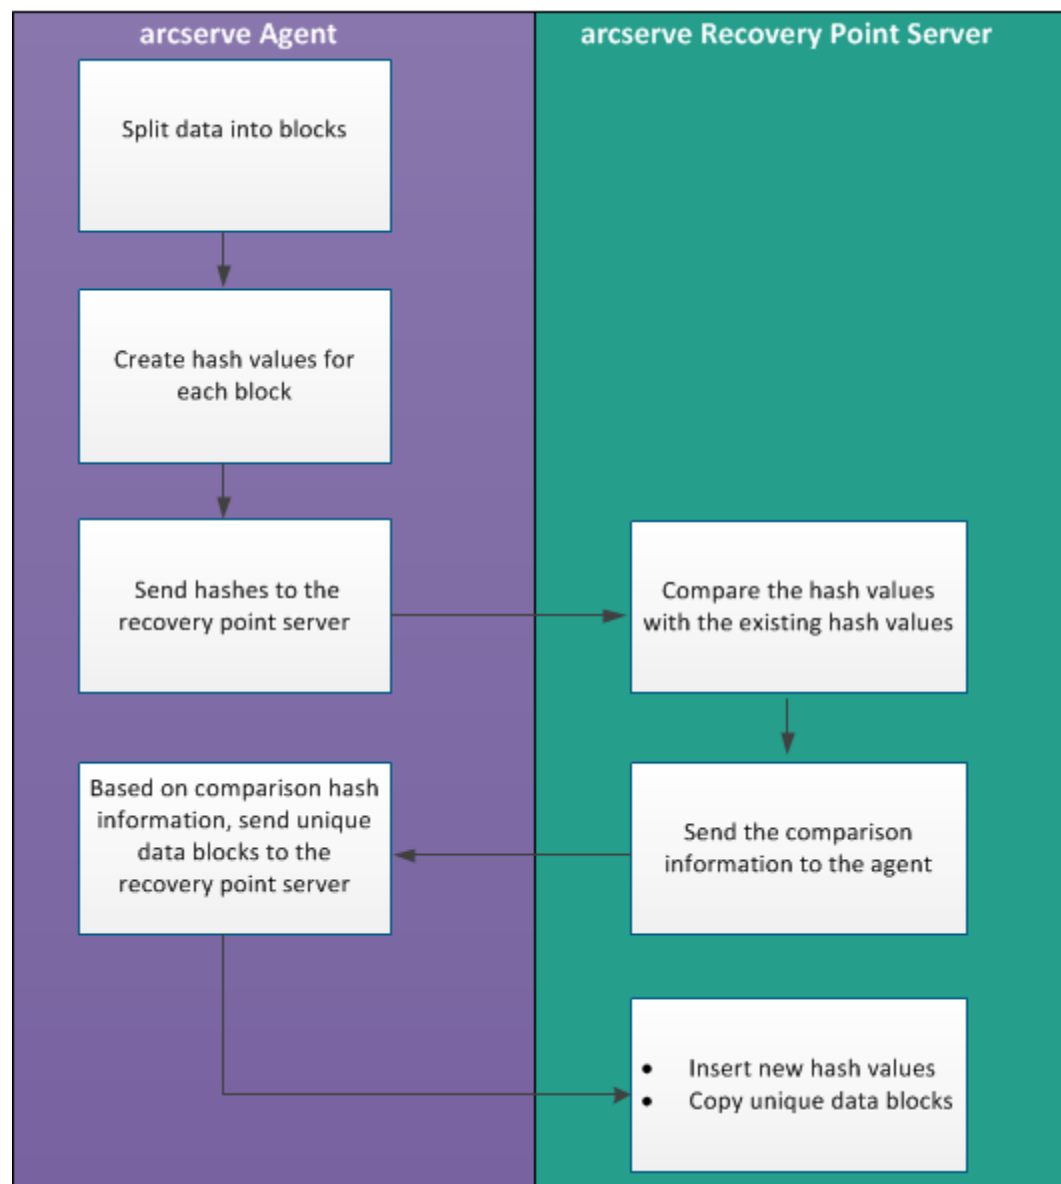 arcserve Agent
arcserve Recovery Point Server
Split data into blocks
Create hash values for
each block
Send hashes to the
recovery point server
Compare the hash values
with the existing hash values
Based on comparison hash
information, send unique
data blocks to the
recovery point server
Send the comparison
information to the agent
• Insert new hash values
• Copy unique data blocks